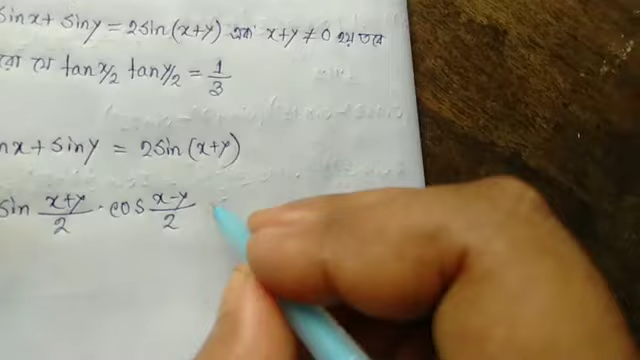 sinx + siny = 2sin(x+y) এবং x+y ≠ 0 হয় তবে
যে tan x/2 tan y/2 = 1/3
nx + siny = 2sin(x+y)
sin (x+y)/2 · cos (x-y)/2